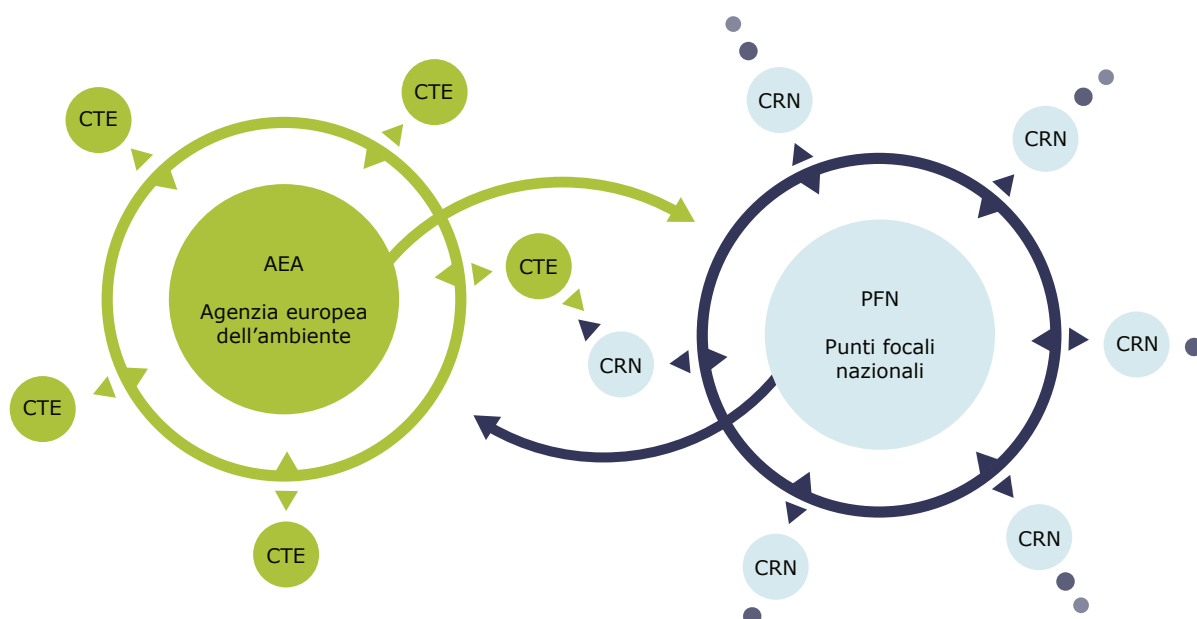 CTE
CTE
AEA
Agenzia europea
dell'ambiente
CTE
CTE
CTE
CRN
CRN
PFN
Punti focali
nazionali
CRN
CRN
CRN
CRN